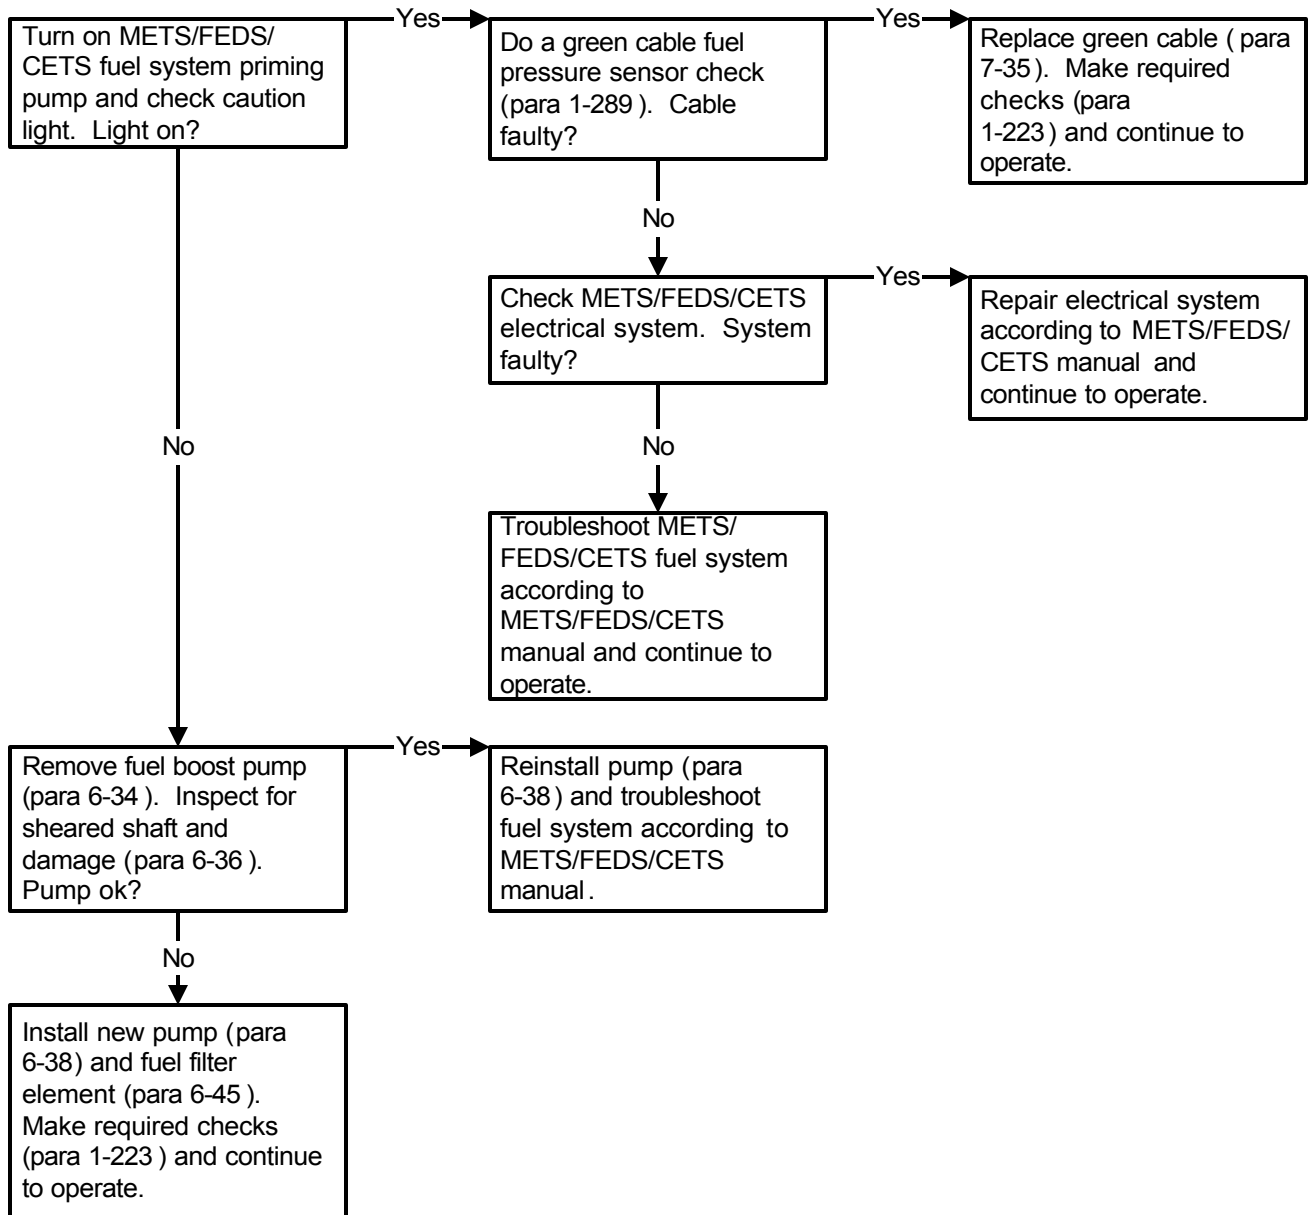 Turn on METS/FEDS/
CETS fuel system priming
pump and check caution
light. Light on?
Yes
Do a green cable fuel
pressure sensor check
(para 1-289 ). Cable
faulty?
Yes
Replace green cable ( para
7-35). Make required
checks (para
1-223 ) and continue to
operate.
No
Check METS/FEDS/CETS
electrical system. System
faulty?
Yes
Repair electrical system
according to METS/FEDS/
CETS manual and
continue to operate.
No
No
Troubleshoot METS/
FEDS/CETS fuel system
according to
METS/FEDS/CETS
manual and continue to
operate.
Remove fuel boost pump
(para 6-34 ). Inspect for
sheared shaft and
damage (para 6-36 ).
Pump ok?
Yes
Reinstall pump (para
6-38 ) and troubleshoot
fuel system according to
METS/FEDS/CETS
manual .
No
Install new pump (para
6-38) and fuel filter
element (para 6-45 ).
Make required checks
(para 1-223 ) and continue
to operate.